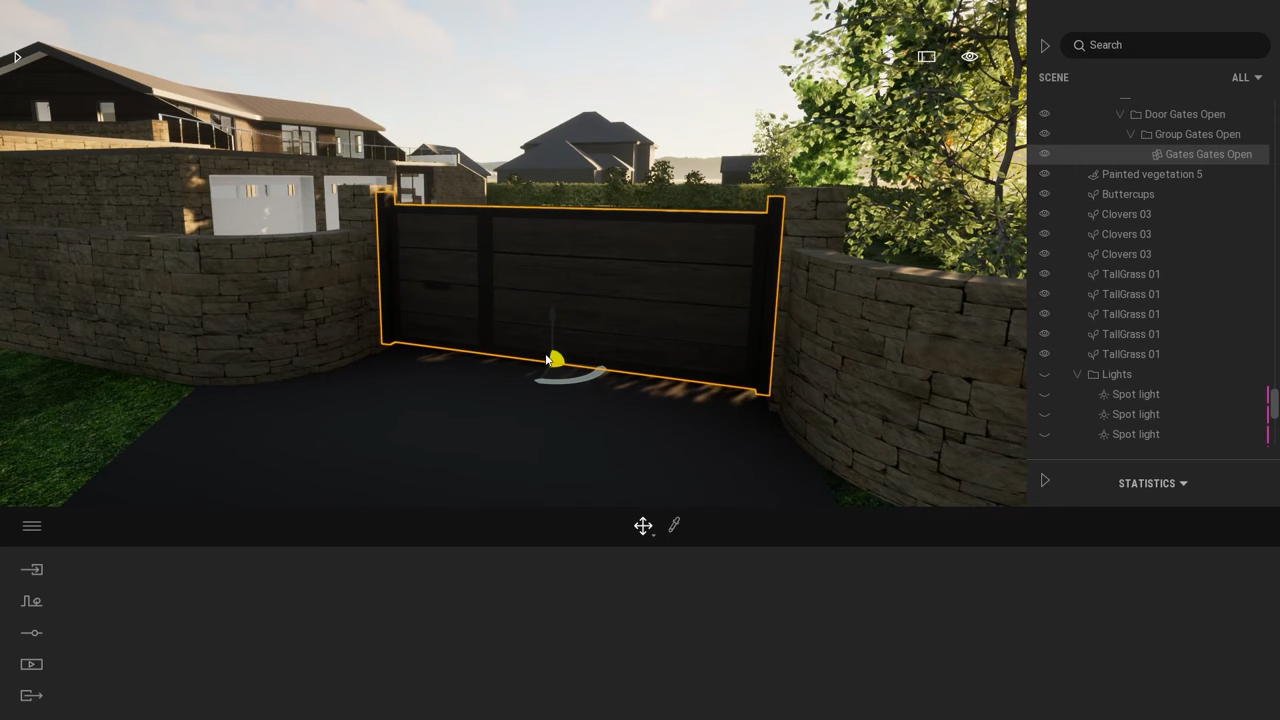 Search
SCENE
ALL
Door Gates Open
Group Gates Open
Gates Gates Open
Painted vegetation 5
Buttercups
Clovers 03
Clovers 03
Clovers 03
TallGrass 01
TallGrass 01
TallGrass 01
TallGrass 01
TallGrass 01
Lights
Spot light
Spot light
Spot light
STATISTICS